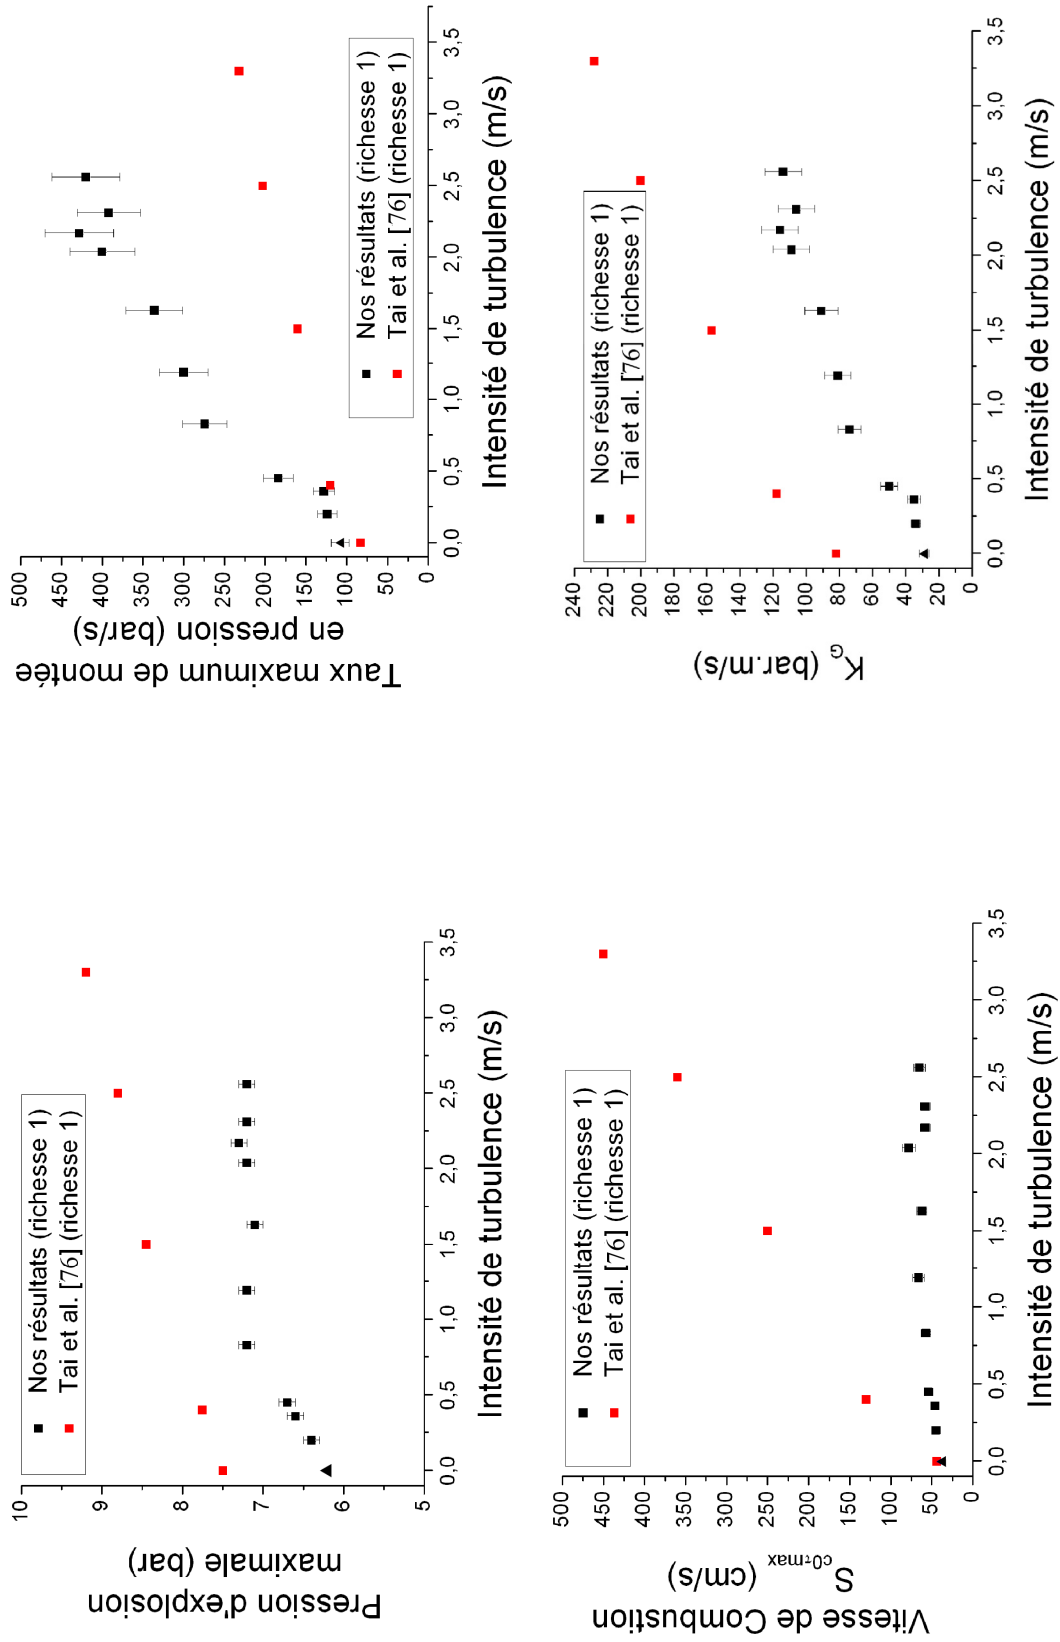 Pression d'explosion
maximale (bar)
10
9
8
7
6
5
Nos résultats (richesse 1)
Tai et al. [76] (richesse 1)
0,0 0,5 1,0 1,5 2,0 2,5 3,0 3,5
Intensité de turbulence (m/s)
Taux maximum de montée
en pression (bar/s)
500
450
400
350
300
250
200
150
100
50
0
Nos résultats (richesse 1)
Tai et al. [76] (richesse 1)
0,0 0,5 1,0 1,5 2,0 2,5 3,0 3,5
Intensité de turbulence (m/s)
Vitesse de Combustion
Sc0,max (cm/s)
500
450
400
350
300
250
200
150
100
50
0
Nos résultats (richesse 1)
Tai et al. [76] (richesse 1)
0,0 0,5 1,0 1,5 2,0 2,5 3,0 3,5
Intensité de turbulence (m/s)
KG (bar.m/s)
240
220
200
180
160
140
120
100
80
60
40
20
0
Nos résultats (richesse 1)
Tai et al. [76] (richesse 1)
0,0 0,5 1,0 1,5 2,0 2,5 3,0 3,5
Intensité de turbulence (m/s)